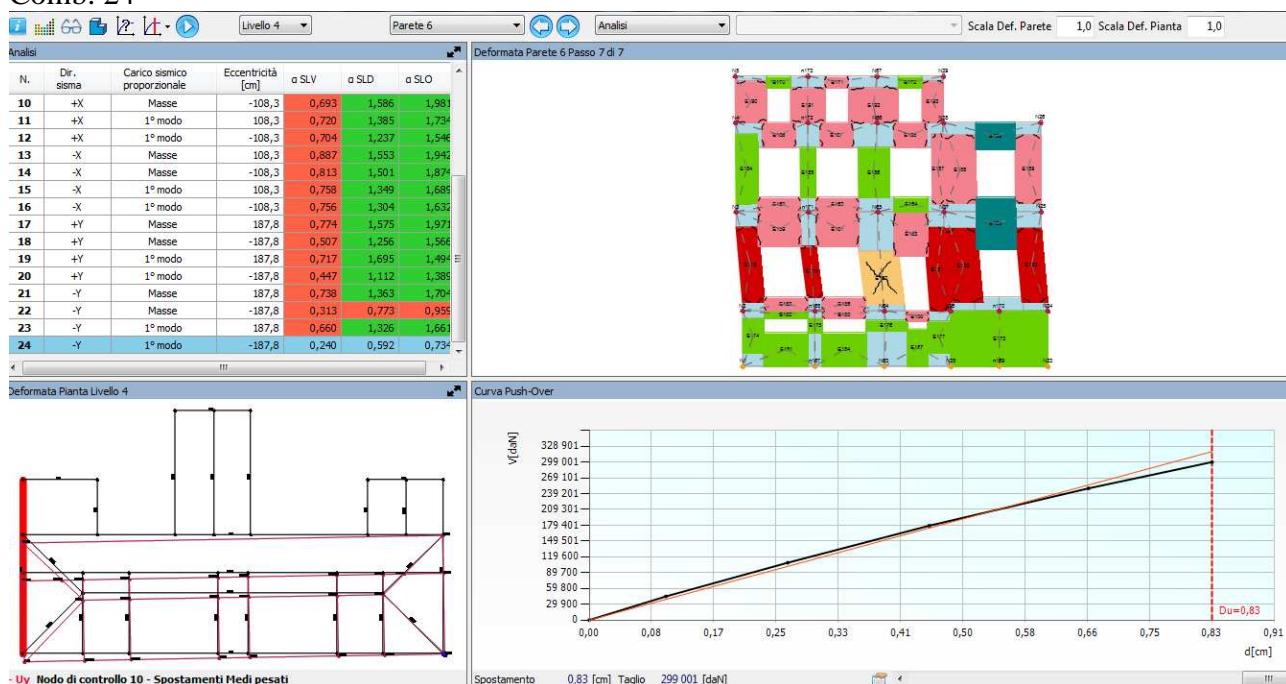 Comb. 24
Livello 4 Parete 6 Analisi Scala Def. Parete 1,0 Scala Def. Pianta 1,0
Analisi
N. Dir. sisma Carico sismico proporzionale Eccentricità [cm] α SLV α SLD α SLO
10 +X Masse -108,3 0,693 1,586 1,981
11 +X 1° modo 108,3 0,720 1,385 1,734
12 +X 1° modo -108,3 0,704 1,237 1,546
13 -X Masse 108,3 0,887 1,553 1,942
14 -X Masse -108,3 0,813 1,501 1,874
15 -X 1° modo 108,3 0,758 1,349 1,689
16 -X 1° modo -108,3 0,756 1,304 1,632
17 +Y Masse 187,8 0,774 1,575 1,971
18 +Y Masse -187,8 0,507 1,256 1,566
19 +Y 1° modo 187,8 0,717 1,695 1,494
20 +Y 1° modo -187,8 0,447 1,112 1,389
21 -Y Masse 187,8 0,738 1,363 1,704
22 -Y Masse -187,8 0,313 0,773 0,959
23 -Y 1° modo 187,8 0,660 1,326 1,661
24 -Y 1° modo -187,8 0,240 0,592 0,734
Deformata Parete 6 Passo 7 di 7
Deformata Pianta Livello 4
- Uy Nodo di controllo 10 - Spostamenti Medi pesati
Curva Push-Over
V[daN]
328 901
299 001
269 101
239 201
209 301
179 401
149 501
119 600
89 700
59 800
29 900
0
Du=0,83
0,00 0,08 0,17 0,25 0,33 0,41 0,50 0,58 0,66 0,75 0,83 0,91
d[cm]
Spostamento 0.83 [cm] Taglio 299 001 [daN]